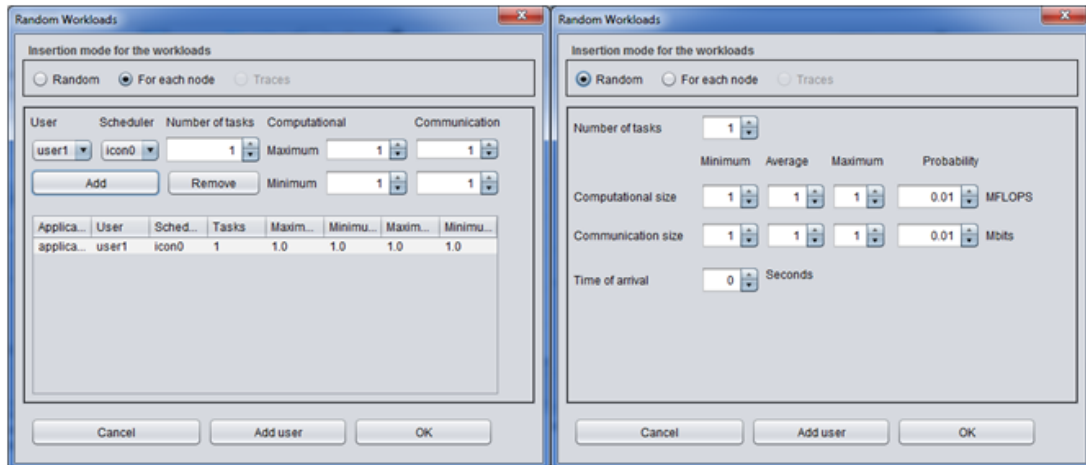 Random Workloads
Insertion mode for the workloads
Random For each node Traces
User Scheduler Number of tasks Computational Communication
user1 icon0 1 Maximum 1 1
Add Remove Minimum 1 1
Applica... User Sched... Tasks Maxim... Minimu... Maxim... Minimu...
applica... user1 icon0 1 1.0 1.0 1.0 1.0
Cancel Add user OK
Random Workloads
Insertion mode for the workloads
Random For each node Traces
Number of tasks 1
Minimum Average Maximum Probability
Computational size 1 1 1 0.01 MFLOPS
Communication size 1 1 1 0.01 Mbits
Time of arrival 0 Seconds
Cancel Add user OK